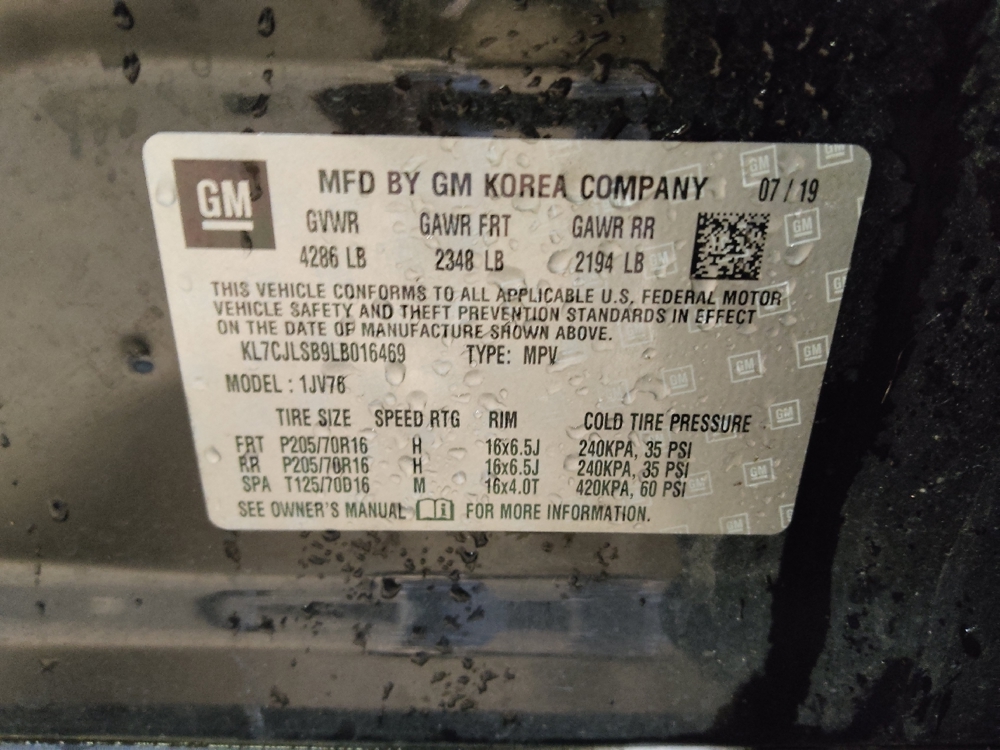 GM
MFD BY GM KOREA COMPANY 07/19
GVWR GAWR FRT GAWR RR
4286 LB 2348 LB 2194 LB
THIS VEHICLE CONFORMS TO ALL APPLICABLE U.S. FEDERAL MOTOR
VEHICLE SAFETY AND THEFT PREVENTION STANDARDS IN EFFECT
ON THE DATE OF MANUFACTURE SHOWN ABOVE.
KL7CJLSB9LB016469 TYPE: MPV
MODEL : 1JV76
TIRE SIZE SPEED RTG RIM COLD TIRE PRESSURE
FRT P205/70R16 H 16x6.5J 240KPA, 35 PSI
RR P205/70R16 H 16x6.5J 240KPA, 35 PSI
SPA T125/70D16 M 16x4.0T 420KPA, 60 PSI
SEE OWNER'S MANUAL i FOR MORE INFORMATION.